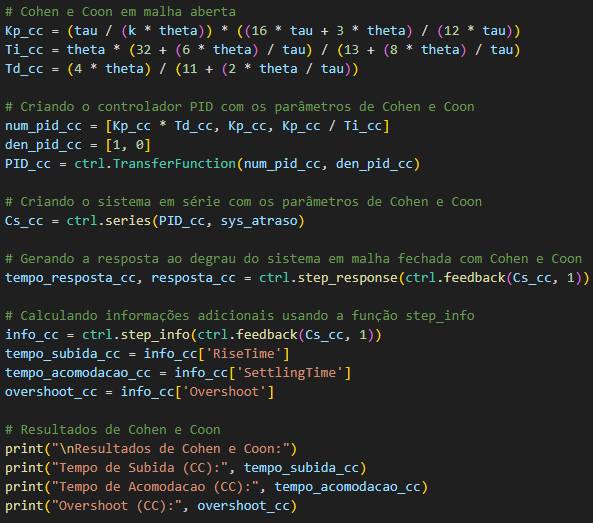 # Cohen e Coon em malha aberta
Kp_cc = (tau / (k * theta)) * ((16 * tau + 3 * theta) / (12 * tau))
Ti_cc = theta * (32 + (6 * theta) / tau) / (13 + (8 * theta) / tau)
Td_cc = (4 * theta) / (11 + (2 * theta / tau))
# Criando o controlador PID com os parâmetros de Cohen e Coon
num_pid_cc = [Kp_cc * Td_cc, Kp_cc, Kp_cc / Ti_cc]
den_pid_cc = [1, 0]
PID_cc = ctrl.TransferFunction(num_pid_cc, den_pid_cc)
# Criando o sistema em série com os parâmetros de Cohen e Coon
Cs_cc = ctrl.series(PID_cc, sys_atraso)
# Gerando a resposta ao degrau do sistema em malha fechada com Cohen e Coon
tempo_resposta_cc, resposta_cc = ctrl.step_response(ctrl.feedback(Cs_cc, 1))
# Calculando informações adicionais usando a função step_info
info_cc = ctrl.step_info(ctrl.feedback(Cs_cc, 1))
tempo_subida_cc = info_cc['RiseTime']
tempo_acomodacao_cc = info_cc['SettlingTime']
overshoot_cc = info_cc['Overshoot']
# Resultados de Cohen e Coon
print("\nResultados de Cohen e Coon:")
print("Tempo de Subida (CC):", tempo_subida_cc)
print("Tempo de Acomodacao (CC):", tempo_acomodacao_cc)
print("Overshoot (CC):", overshoot_cc)